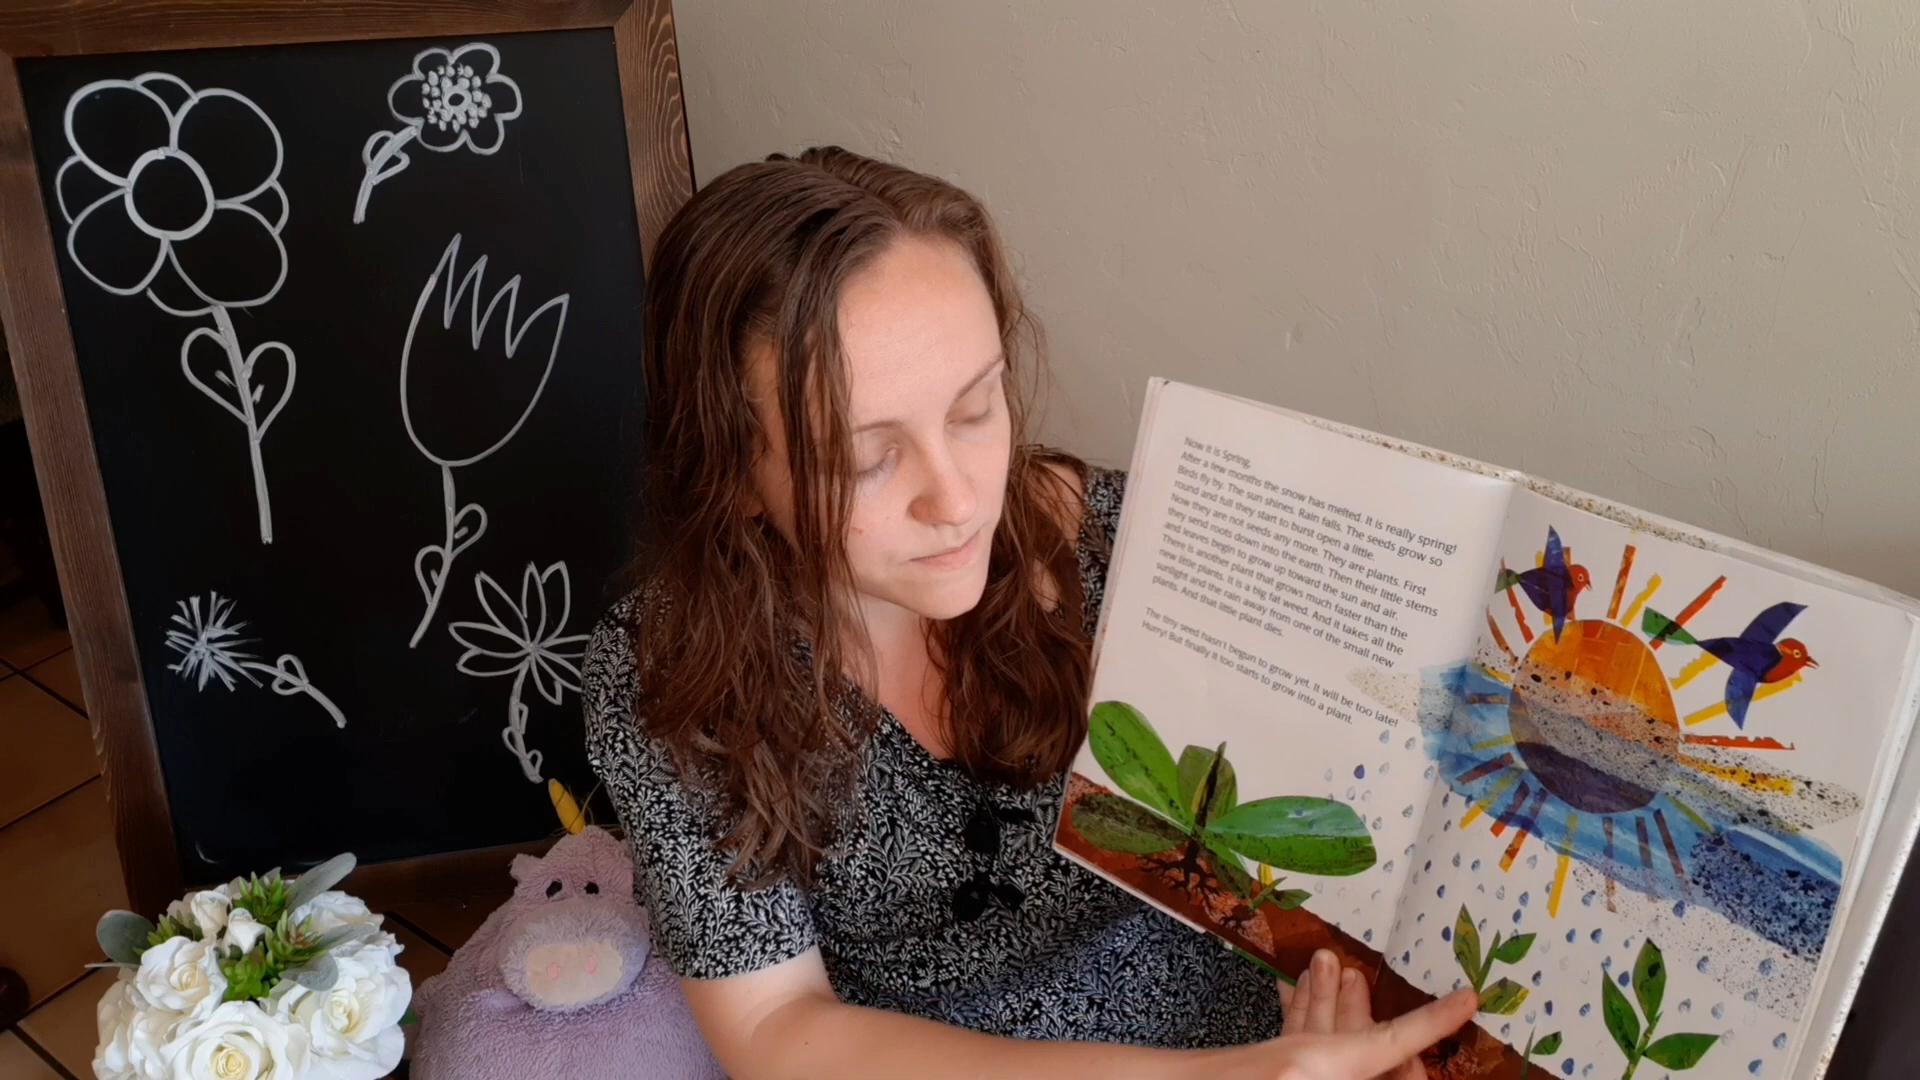 Now it is Spring.
After a few months the snow has melted. It is really spring!
Birds fly by. The sun shines. Rain falls. The seeds grow so
round and full they start to burst open a little.
Now they are not seeds any more. They are plants. First
they send roots down into the earth. Then their little stems
and leaves begin to grow up toward the sun and air.
There is another plant that grows much faster than the
new little plants. It is a big fat weed. And it takes all the
sunlight and the rain away from one of the small new
plants. And that little plant dies.
The tiny seed hasn't begun to grow yet. It will be too late!
Hurry! But finally it too starts to grow into a plant.